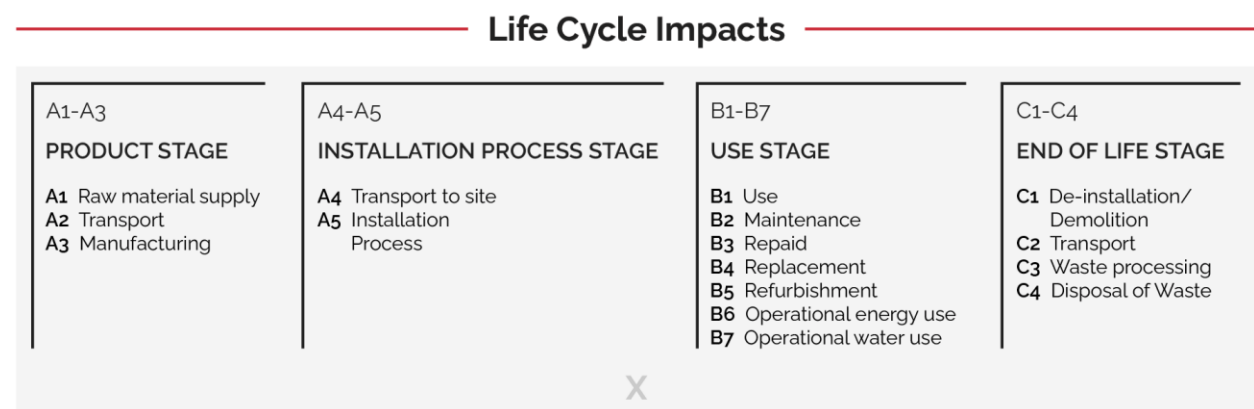 Life Cycle Impacts
A1-A3
PRODUCT STAGE
A1 Raw material supply
A2 Transport
A3 Manufacturing
A4-A5
INSTALLATION PROCESS STAGE
A4 Transport to site
A5 Installation
Process
B1-B7
USE STAGE
B1 Use
B2 Maintenance
B3 Repaid
B4 Replacement
B5 Refurbishment
B6 Operational energy use
B7 Operational water use
C1-C4
END OF LIFE STAGE
C1 De-installation/
Demolition
C2 Transport
C3 Waste processing
C4 Disposal of Waste
X